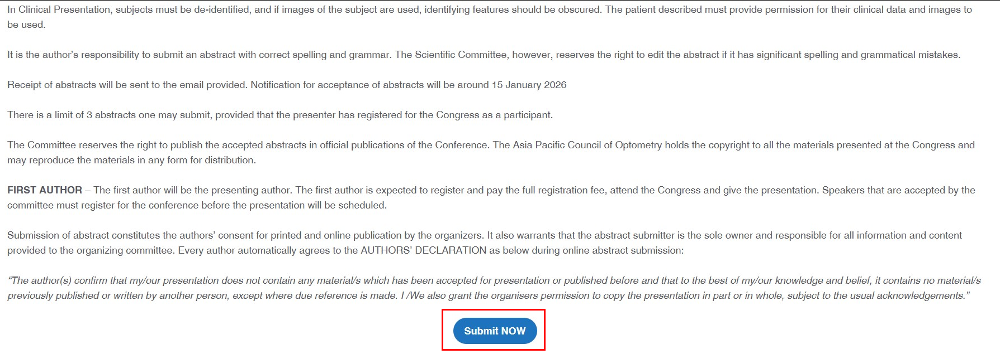 In Clinical Presentation, subjects must be de-identified, and if images of the subject are used, identifying features should be obscured. The patient described must provide permission for their clinical data and images to
be used.
It is the author’s responsibility to submit an abstract with correct spelling and grammar. The Scientific Committee, however, reserves the right to edit the abstract if it has significant spelling and grammatical mistakes.
Receipt of abstracts will be sent to the email provided. Notification for acceptance of abstracts will be around 15 January 2026
There is a limit of 3 abstracts one may submit, provided that the presenter has registered for the Congress as a participant.
The Committee reserves the right to publish the accepted abstracts in official publications of the Conference. The Asia Pacific Council of Optometry holds the copyright to all the materials presented at the Congress and
may reproduce the materials in any form for distribution.
FIRST AUTHOR – The first author will be the presenting author. The first author is expected to register and pay the full registration fee, attend the Congress and give the presentation. Speakers that are accepted by the
committee must register for the conference before the presentation will be scheduled.
Submission of abstract constitutes the authors’ consent for printed and online publication by the organizers. It also warrants that the abstract submitter is the sole owner and responsible for all information and content
provided to the organizing committee. Every author automatically agrees to the AUTHORS’ DECLARATION as below during online abstract submission:
“The author(s) confirm that my/our presentation does not contain any material/s which has been accepted for presentation or published before and that to the best of my/our knowledge and belief, it contains no material/s
previously published or written by another person, except where due reference is made. I /We also grant the organisers permission to copy the presentation in part or in whole, subject to the usual acknowledgements.”
Submit NOW